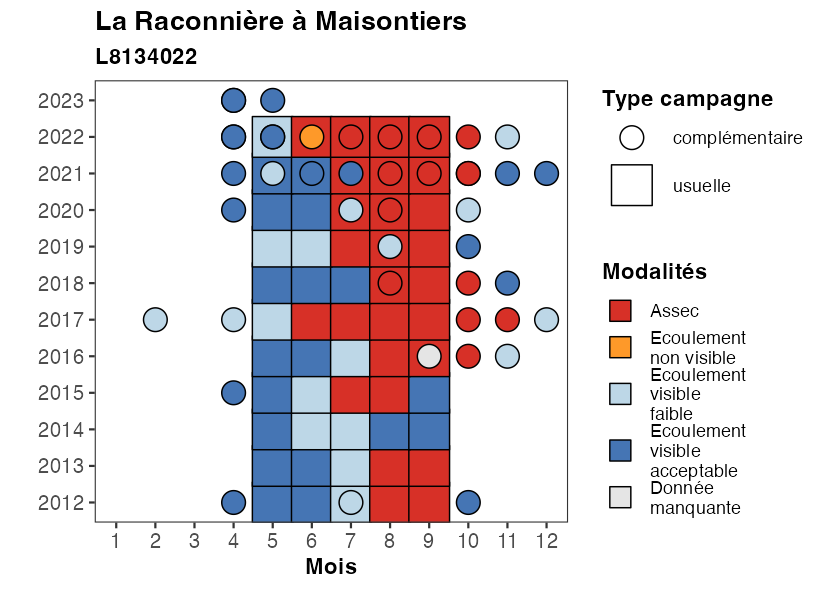 La Raconnière à Maisontiers
L8134022
2023
2022
2021
2020
2019
2018
2017
2016
2015
2014
2013
2012
1 2 3 4 5 6 7 8 9 10 11 12
Mois
Type campagne
complémentaire
usuelle
Modalités
Assec
Ecoulement
non visible
Ecoulement
visible
faible
Ecoulement
visible
acceptable
Donnée
manquante